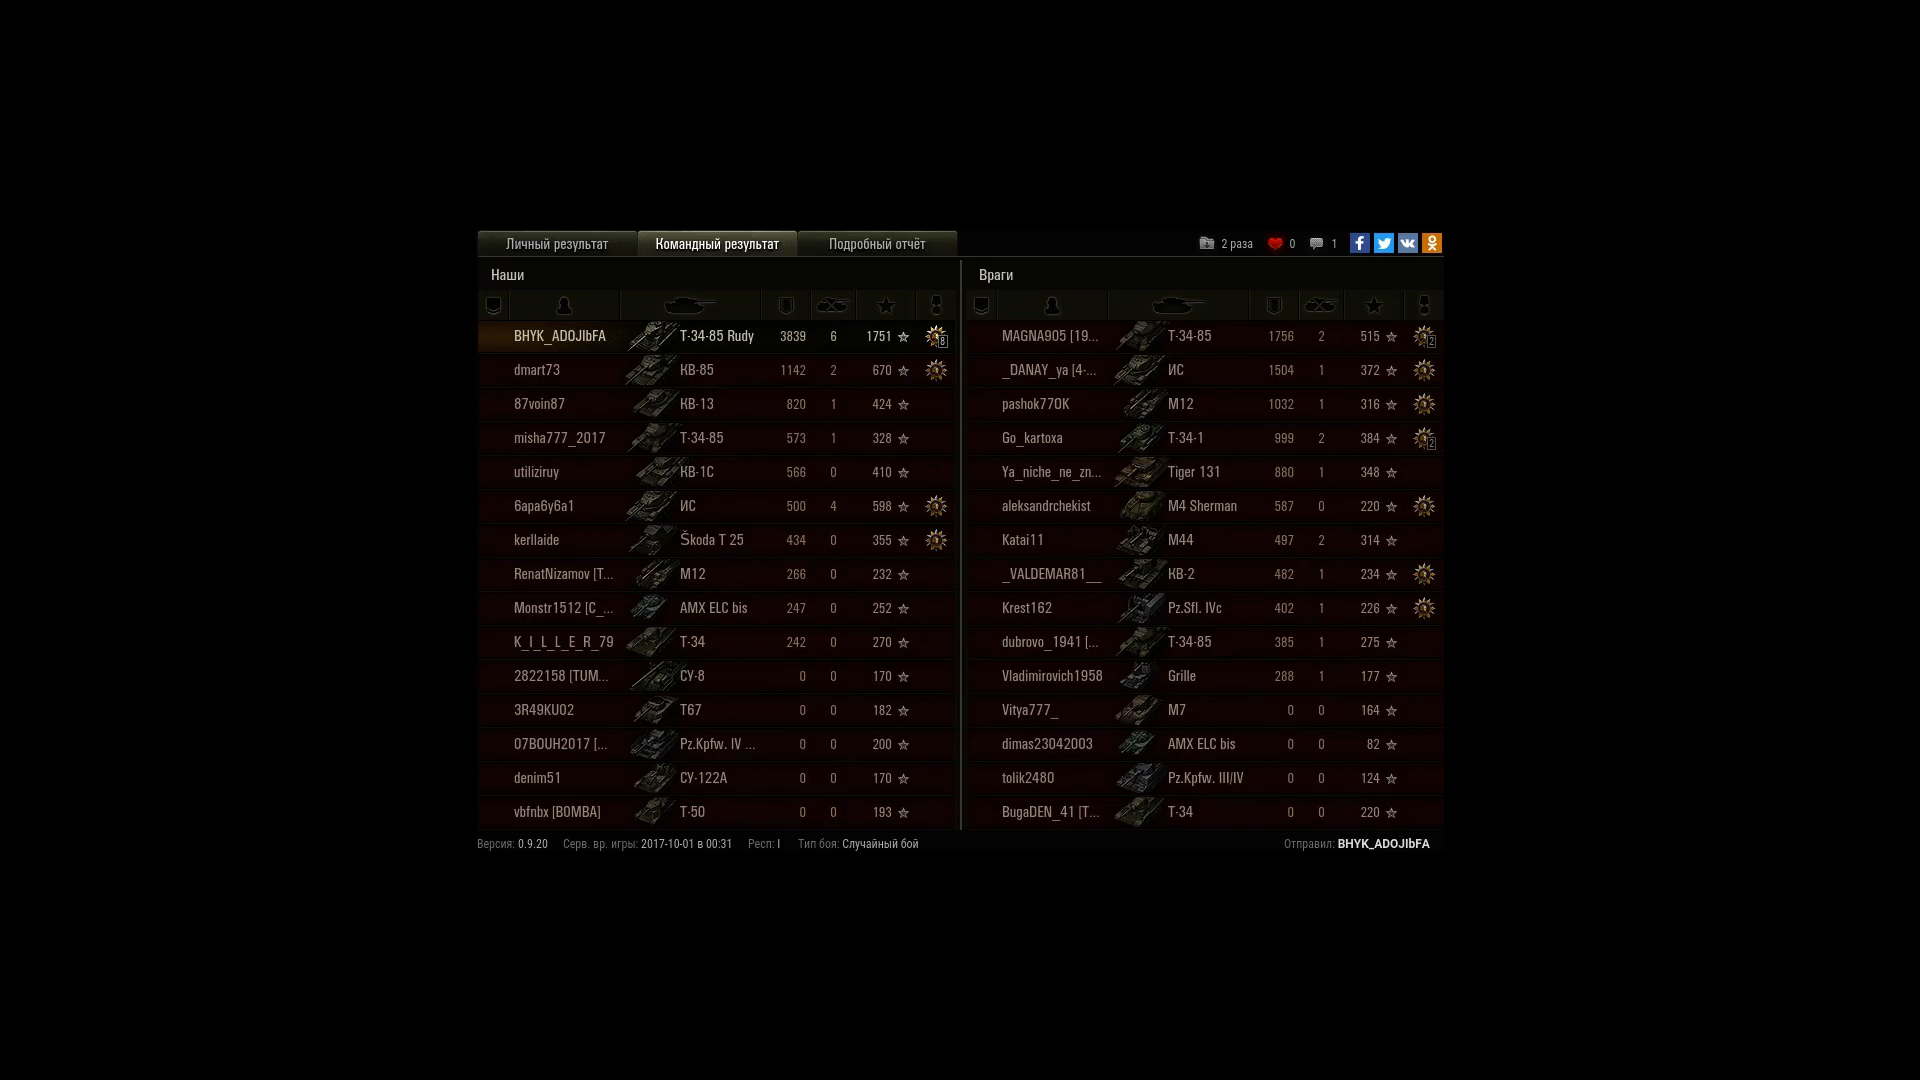 Личный результат Командный результат Подробный отчёт 2 раза 0 1
Наши Враги
BHYK_ADOJIbFA T-34-85 Rudy 3839 6 1751 8 MAGNA905 [19... Т-34-85 1756 2 515 2
dmart73 КВ-85 1142 2 670 _DANAY_ya [4-... ИС 1504 1 372
87voin87 КВ-13 820 1 424 pashok770K M12 1032 1 316
misha777_2017 Т-34-85 573 1 328 Go_kartoxa T-34-1 999 2 384 2
utiliziruy КВ-1С 566 0 410 Ya_niche_ne_zn... Tiger 131 880 1 348
6apa6y6a1 ИС 500 4 598 aleksandrchekist M4 Sherman 587 0 220
kerllaide Škoda T 25 434 0 355 Katai11 M44 497 2 314
RenatNizamov [T... M12 266 0 232 _VALDEMAR81__ КВ-2 482 1 234
Monstr1512 [C_... AMX ELC bis 247 0 252 Krest162 Pz.Sfl. IVc 402 1 226
K_I_L_L_E_R_79 Т-34 242 0 270 dubrovo_1941 [... Т-34-85 385 1 275
2822158 [TUM... СУ-8 0 0 170 Vladimirovich1958 Grille 288 1 177
3R49KU02 T67 0 0 182 Vitya777_ M7 0 0 164
07BOUH2017 [... Pz.Kpfw. IV ... 0 0 200 dimas23042003 AMX ELC bis 0 0 82
denim51 СУ-122А 0 0 170 tolik2480 Pz.Kpfw. III/IV 0 0 124
vbfnbx [BOMBA] Т-50 0 0 193 BugaDEN_41 [T... Т-34 0 0 220
Версия: 0.9.20 Серв. вр. игры: 2017-10-01 в 00:31 Респ: I Тип боя: Случайный бой Отправил: BHYK_ADOJIbFA